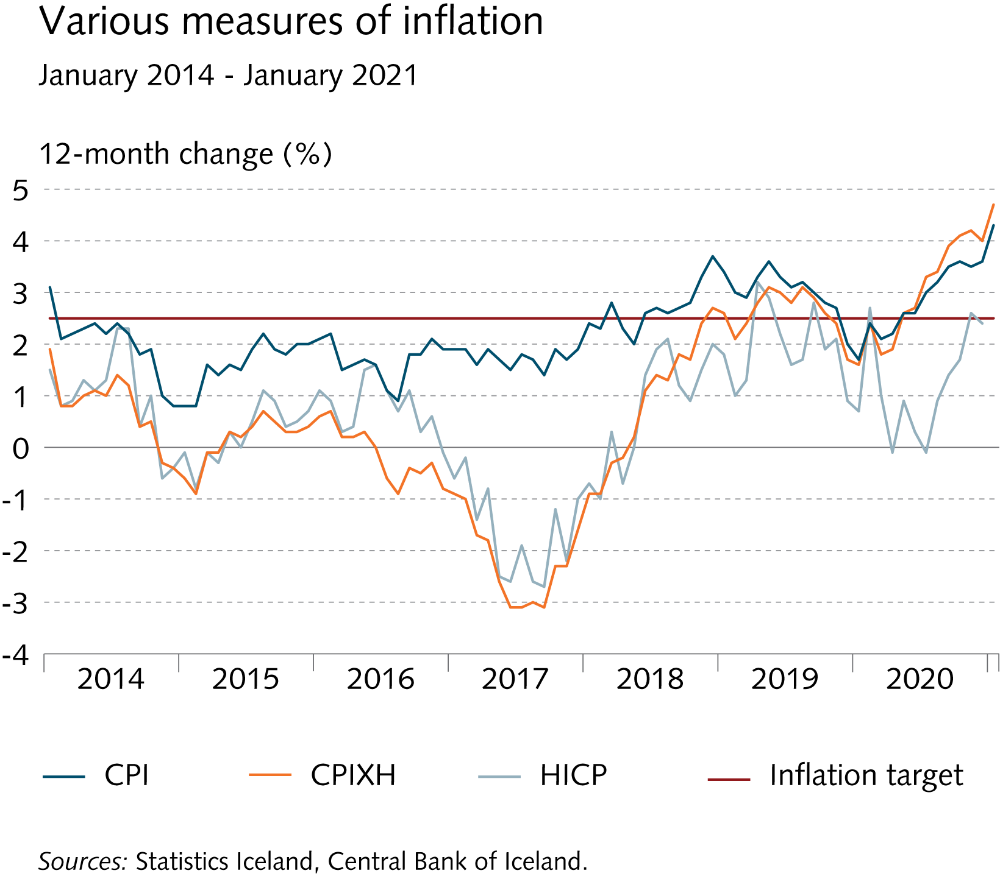 Various measures of inflation
January 2014 - January 2021
12-month change (%)
5
4
3
2
1
0
-1
-2
-3
-4
2014 2015 2016 2017 2018 2019 2020
CPI CPIXH HICP Inflation target
Sources: Statistics Iceland, Central Bank of Iceland.